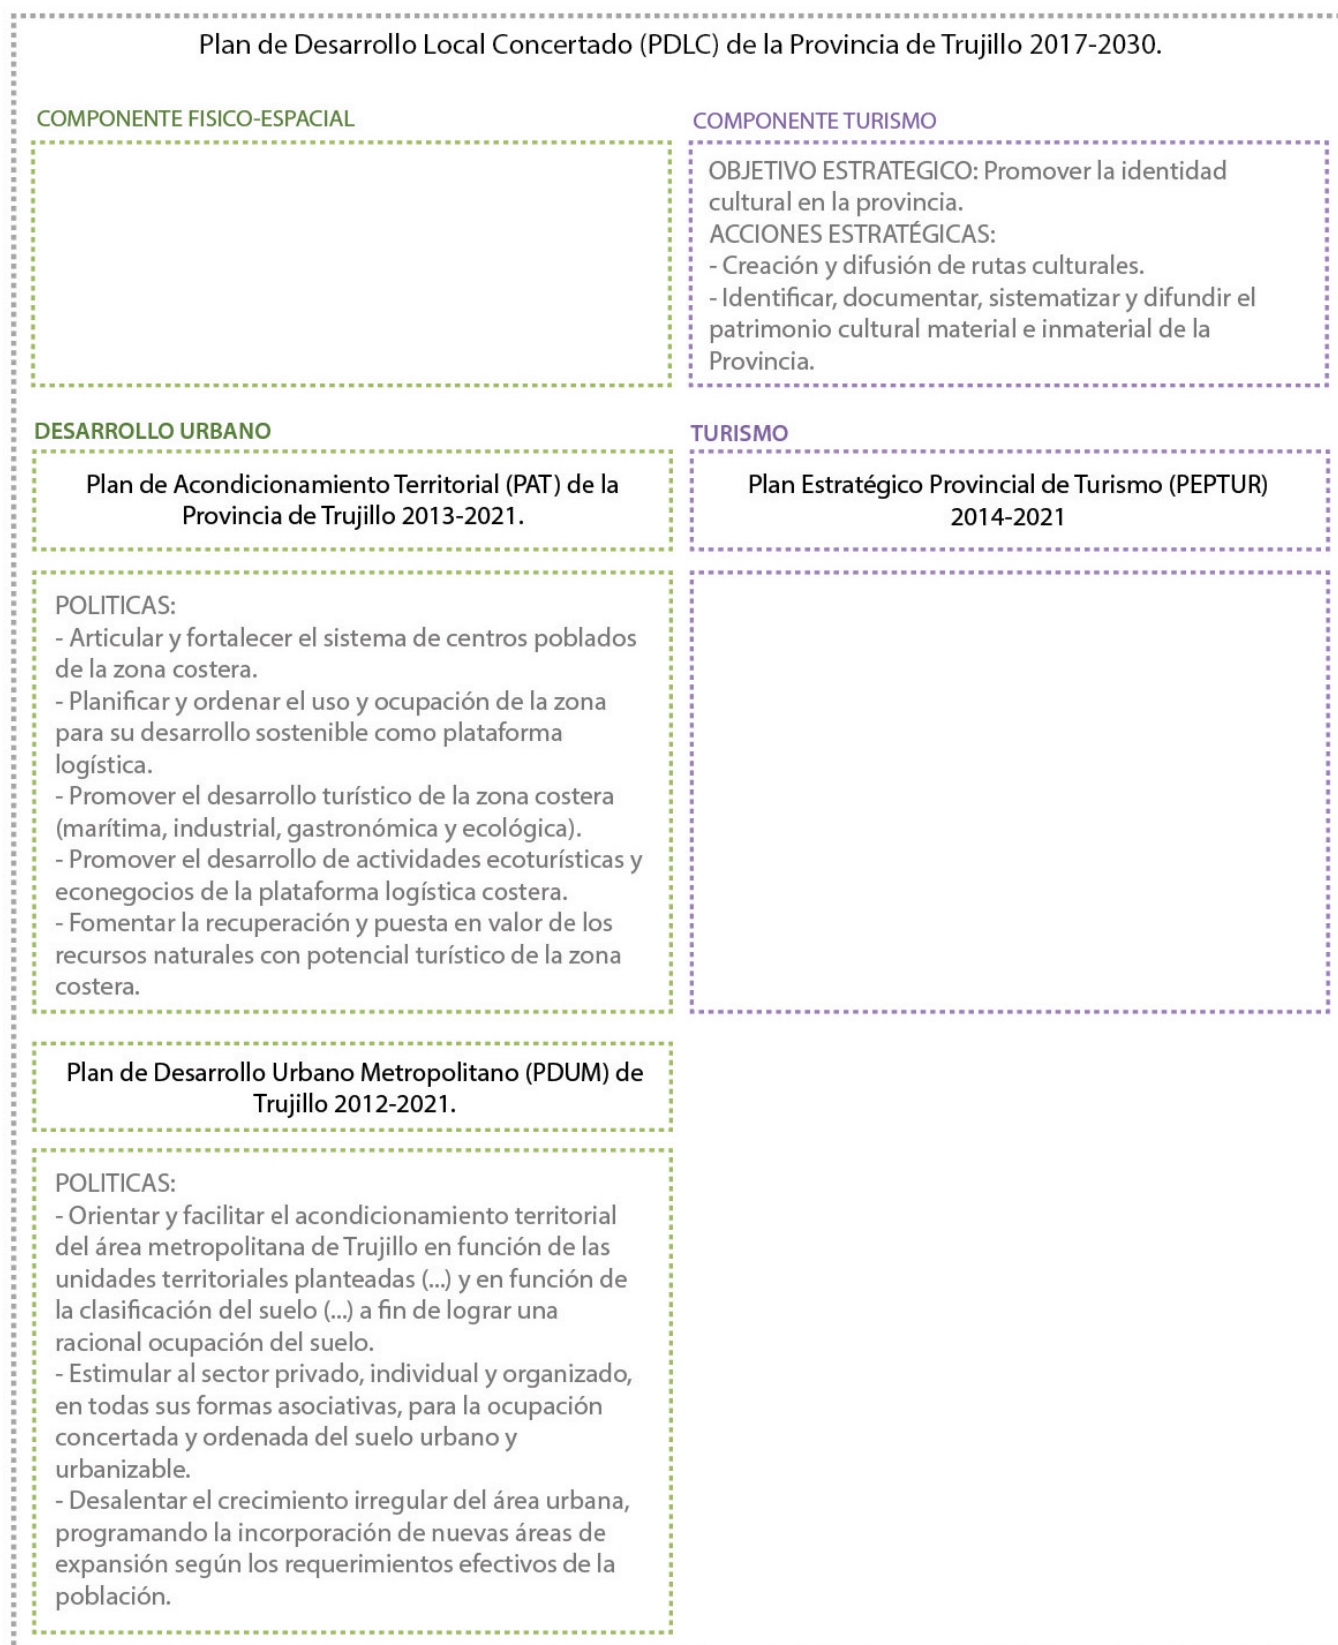 Plan de Desarrollo Local Concertado (PDLC) de la Provincia de Trujillo 2017-2030.
COMPONENTE FISICO-ESPACIAL
COMPONENTE TURISMO
OBJETIVO ESTRATEGICO: Promover la identidad
cultural en la provincia.
ACCIONES ESTRATÉGICAS:
- Creación y difusión de rutas culturales.
- Identificar, documentar, sistematizar y difundir el
patrimonio cultural material e inmaterial de la
Provincia.
DESARROLLO URBANO
Plan de Acondicionamiento Territorial (PAT) de la
Provincia de Trujillo 2013-2021.
POLITICAS:
- Articular y fortalecer el sistema de centros poblados
de la zona costera.
- Planificar y ordenar el uso y ocupación de la zona
para su desarrollo sostenible como plataforma
logística.
- Promover el desarrollo turístico de la zona costera
(marítima, industrial, gastronómica y ecológica).
- Promover el desarrollo de actividades ecoturísticas y
econegocios de la plataforma logística costera.
- Fomentar la recuperación y puesta en valor de los
recursos naturales con potencial turístico de la zona
costera.
TURISMO
Plan Estratégico Provincial de Turismo (PEPTUR)
2014-2021
Plan de Desarrollo Urbano Metropolitano (PDUM) de
Trujillo 2012-2021.
POLITICAS:
- Orientar y facilitar el acondicionamiento territorial
del área metropolitana de Trujillo en función de las
unidades territoriales planteadas (...) y en función de
la clasificación del suelo (...) a fin de lograr una
racional ocupación del suelo.
- Estimular al sector privado, individual y organizado,
en todas sus formas asociativas, para la ocupación
concertada y ordenada del suelo urbano y
urbanizable.
- Desalentar el crecimiento irregular del área urbana,
programando la incorporación de nuevas áreas de
expansión según los requerimientos efectivos de la
población.